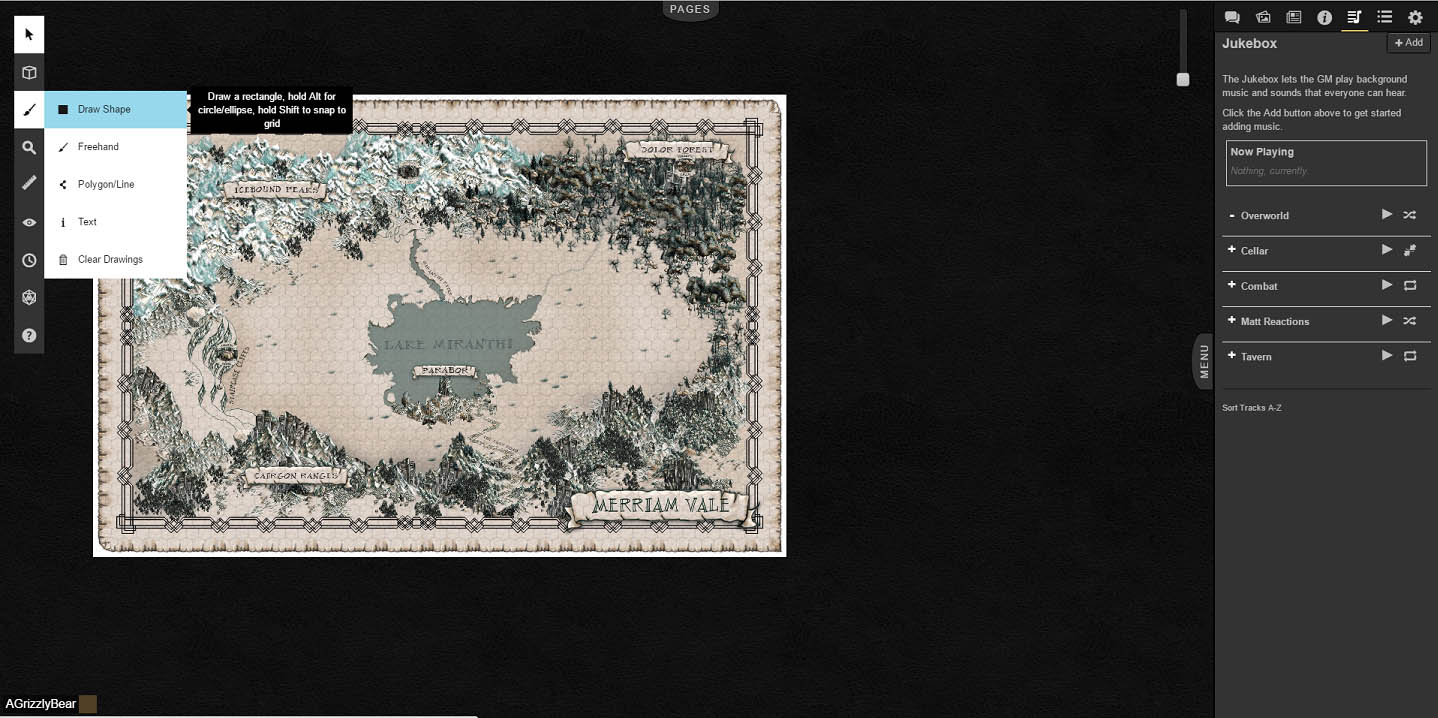 PAGES
Draw Shape
Draw a rectangle, hold Alt for
circle/ellipse, hold Shift to snap to
grid
Freehand
Polygon/Line
Text
Clear Drawings
DOLOR FOREST
ICEBOUND PEAKS
LAKE MIRANTHI
PANABOR
CAERGON RANGES
MERRIAM VALE
AGrizzlyBear
MENU
Jukebox
+ Add
The Jukebox lets the GM play background
music and sounds that everyone can hear.
Click the Add button above to get started
adding music.
Now Playing
Nothing, currently.
- Overworld
+ Cellar
+ Combat
+ Matt Reactions
+ Tavern
Sort Tracks A-Z